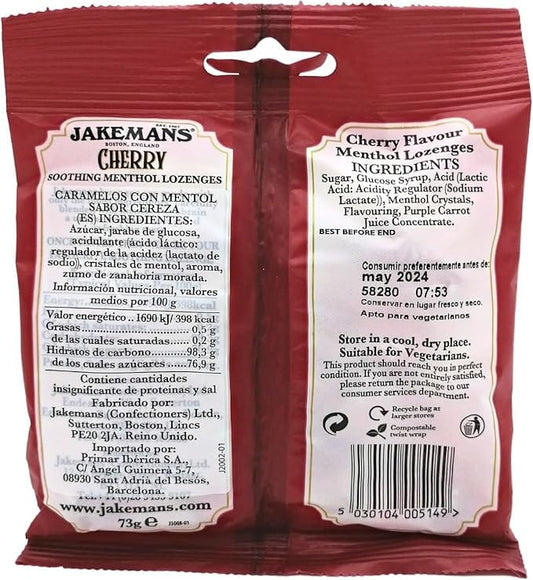 JAKEMANS®
BOSTON, ENGLAND
CHERRY
SOOTHING MENTHOL LOZENGES
CARAMELOS CON MENTOL
SABOR CEREZA
(ES) INGREDIENTES:
Azúcar, jarabe de glucosa,
acidulante (ácido láctico:
regulador de la acidez (lactato de
sodio)), cristales de mentol, aroma,
zumo de zanahoria morada.
Información nutricional, valores
medios por 100 g
Valor energético..1690 kJ/ 398 kcal
Grasas 0,5 g
de las cuales saturadas 0,2 g
Hidratos de carbono 98,3 g
de los cuales azúcares 76,9 g
Contiene cantidades
insignificante de proteínas y sal
Fabricado por:
Jakemans (Confectioners) Ltd.,
Sutterton, Boston, Lincs
PE20 2JA. Reino Unido.
Importado por:
Primar Ibérica S.A.,
C/ Ángel Guimerà 5-7,
08930 Sant Adrià del Besós,
Barcelona.
J2002-01
www.jakemans.com
73g e
J1068-03
Cherry Flavour
Menthol Lozenges
INGREDIENTS
Sugar, Glucose Syrup, Acid (Lactic
Acid: Acidity Regulator (Sodium
Lactate)), Menthol Crystals,
Flavouring, Purple Carrot
Juice Concentrate.
BEST BEFORE END
Consumir preferentemente antes de:
may 2024
58280 07:53
Conservar en lugar fresco y seco.
Apto para vegetarianos
Store in a cool, dry place.
Suitable for Vegetarians.
This product should reach you in perfect
condition. If you are not entirely satisfied,
please return the package to our
consumer services department.
Recycle bag at
larger stores
Compostable
twist wrap
5 030104 005149 >